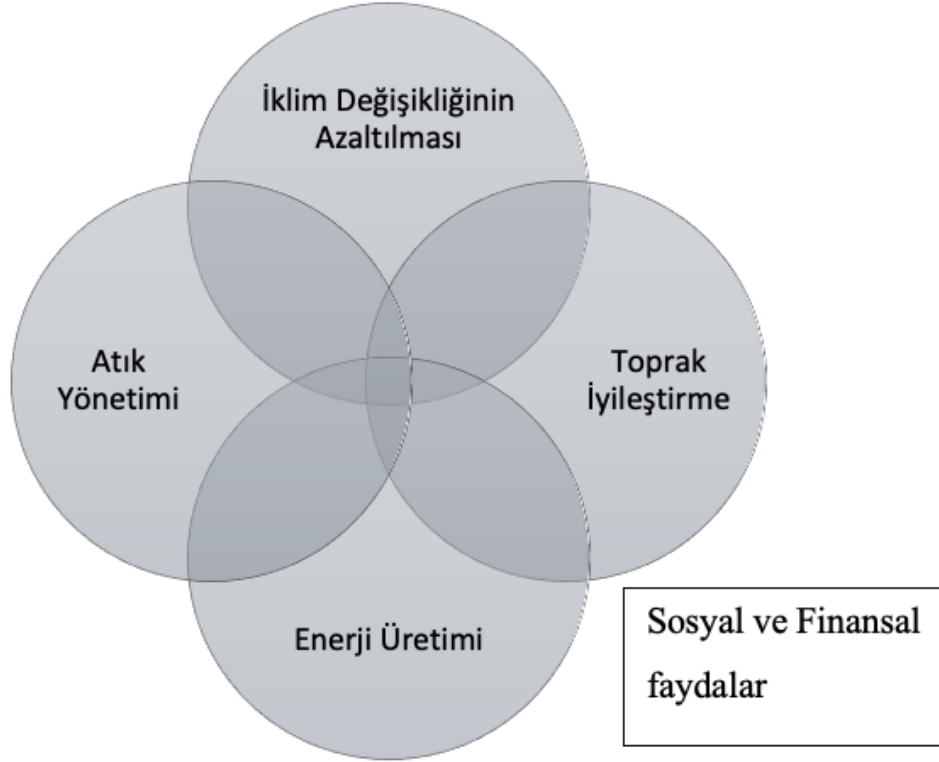 İklim Değişikliğinin
Azaltılması
Atık
Yönetimi
Toprak
İyileştirme
Enerji Üretimi
Sosyal ve Finansal
faydalar